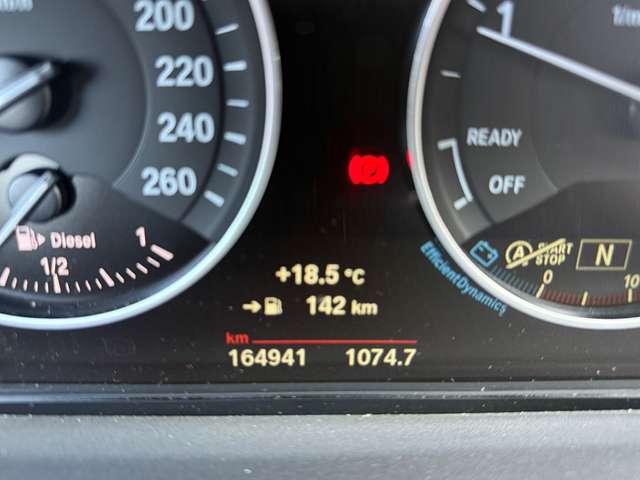 200
220
240
260
Diesel
1/2
1
1
READY
OFF
A START
STOP
N
0
10
EfficientDynamics
+18.5 °C
142 km
km
164941 1074.7